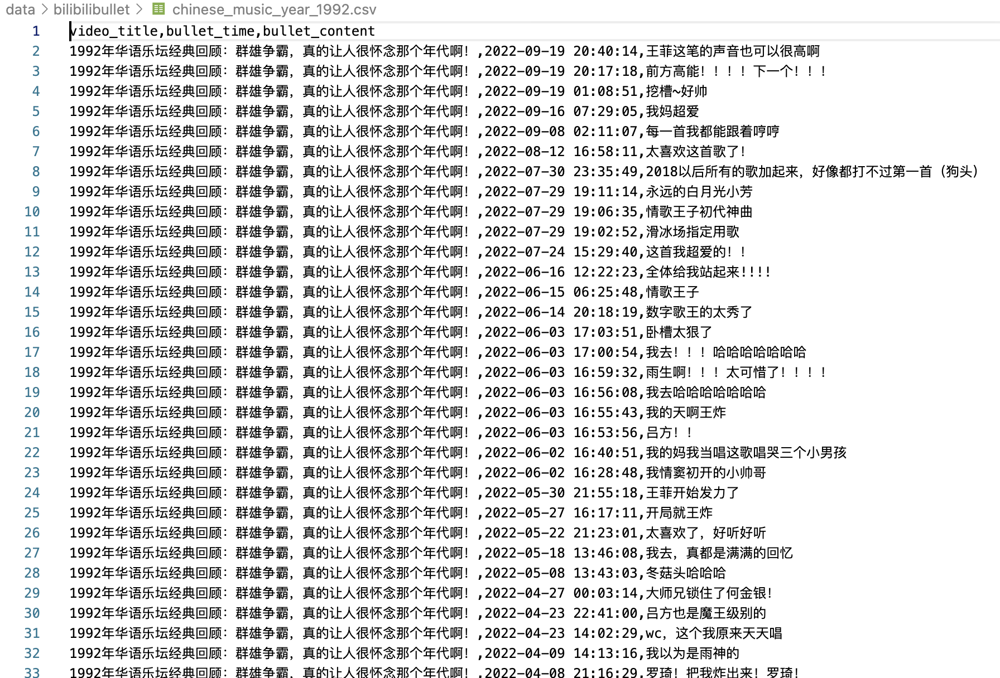 data > bilibilibullet > chinese_music_year_1992.csv
1 video_title,bullet_time,bullet_content
2 1992年华语乐坛经典回顾：群雄争霸，真的让人很怀念那个年代啊！,2022-09-19 20:40:14,王菲这笔的声音也可以很高啊
3 1992年华语乐坛经典回顾：群雄争霸，真的让人很怀念那个年代啊！,2022-09-19 20:17:18,前方高能！！！！下一个！！！
4 1992年华语乐坛经典回顾：群雄争霸，真的让人很怀念那个年代啊！,2022-09-19 01:08:51,挖槽~好帅
5 1992年华语乐坛经典回顾：群雄争霸，真的让人很怀念那个年代啊！,2022-09-16 07:29:05,我妈超爱
6 1992年华语乐坛经典回顾：群雄争霸，真的让人很怀念那个年代啊！,2022-09-08 02:11:07,每一首我都能跟着哼哼
7 1992年华语乐坛经典回顾：群雄争霸，真的让人很怀念那个年代啊！,2022-08-12 16:58:11,太喜欢这首歌了！
8 1992年华语乐坛经典回顾：群雄争霸，真的让人很怀念那个年代啊！,2022-07-30 23:35:49,2018以后所有的歌加起来，好像都打不过第一首（狗头）
9 1992年华语乐坛经典回顾：群雄争霸，真的让人很怀念那个年代啊！,2022-07-29 19:11:14,永远的白月光小芳
10 1992年华语乐坛经典回顾：群雄争霸，真的让人很怀念那个年代啊！,2022-07-29 19:06:35,情歌王子初代神曲
11 1992年华语乐坛经典回顾：群雄争霸，真的让人很怀念那个年代啊！,2022-07-29 19:02:52,滑冰场指定用歌
12 1992年华语乐坛经典回顾：群雄争霸，真的让人很怀念那个年代啊！,2022-07-24 15:29:40,这首我超爱的！！
13 1992年华语乐坛经典回顾：群雄争霸，真的让人很怀念那个年代啊！,2022-06-16 12:22:23,全体给我站起来!!!!
14 1992年华语乐坛经典回顾：群雄争霸，真的让人很怀念那个年代啊！,2022-06-15 06:25:48,情歌王子
15 1992年华语乐坛经典回顾：群雄争霸，真的让人很怀念那个年代啊！,2022-06-14 20:18:19,数字歌王的太秀了
16 1992年华语乐坛经典回顾：群雄争霸，真的让人很怀念那个年代啊！,2022-06-03 17:03:51,卧槽太狠了
17 1992年华语乐坛经典回顾：群雄争霸，真的让人很怀念那个年代啊！,2022-06-03 17:00:54,我去！！！哈哈哈哈哈哈哈
18 1992年华语乐坛经典回顾：群雄争霸，真的让人很怀念那个年代啊！,2022-06-03 16:59:32,雨生啊！！！太可惜了！！！！
19 1992年华语乐坛经典回顾：群雄争霸，真的让人很怀念那个年代啊！,2022-06-03 16:56:08,我去哈哈哈哈哈哈哈
20 1992年华语乐坛经典回顾：群雄争霸，真的让人很怀念那个年代啊！,2022-06-03 16:55:43,我的天啊王炸
21 1992年华语乐坛经典回顾：群雄争霸，真的让人很怀念那个年代啊！,2022-06-03 16:53:56,吕方！！
22 1992年华语乐坛经典回顾：群雄争霸，真的让人很怀念那个年代啊！,2022-06-02 16:40:51,我的妈我当唱这歌唱哭三个小男孩
23 1992年华语乐坛经典回顾：群雄争霸，真的让人很怀念那个年代啊！,2022-06-02 16:28:48,我情窦初开的小帅哥
24 1992年华语乐坛经典回顾：群雄争霸，真的让人很怀念那个年代啊！,2022-05-30 21:55:18,王菲开始发力了
25 1992年华语乐坛经典回顾：群雄争霸，真的让人很怀念那个年代啊！,2022-05-27 16:17:11,开局就王炸
26 1992年华语乐坛经典回顾：群雄争霸，真的让人很怀念那个年代啊！,2022-05-22 21:23:01,太喜欢了，好听好听
27 1992年华语乐坛经典回顾：群雄争霸，真的让人很怀念那个年代啊！,2022-05-18 13:46:08,我去，真都是满满的回忆
28 1992年华语乐坛经典回顾：群雄争霸，真的让人很怀念那个年代啊！,2022-05-08 13:43:03,冬菇头哈哈哈
29 1992年华语乐坛经典回顾：群雄争霸，真的让人很怀念那个年代啊！,2022-04-27 00:03:14,大师兄锁住了何金银！
30 1992年华语乐坛经典回顾：群雄争霸，真的让人很怀念那个年代啊！,2022-04-23 22:41:00,吕方也是魔王级别的
31 1992年华语乐坛经典回顾：群雄争霸，真的让人很怀念那个年代啊！,2022-04-23 14:02:29,wc，这个我原来天天唱
32 1992年华语乐坛经典回顾：群雄争霸，真的让人很怀念那个年代啊！,2022-04-09 14:13:16,我以为是雨神的
33 1992年华语乐坛经典回顾：群雄争霸，真的让人很怀念那个年代啊！,2022-04-08 21:16:29,罗琦！把我炸出来！罗琦！